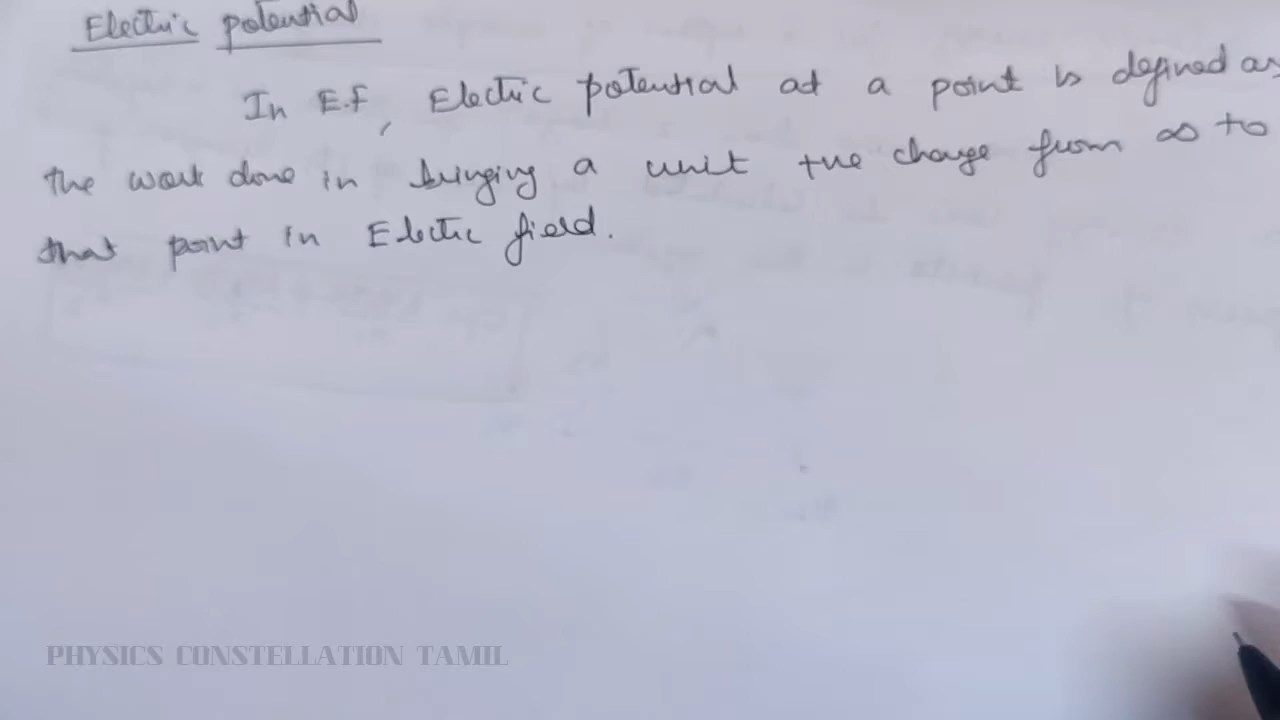 Electric potential
In E.F, Electric potential at a point is defined as
the work done in bringing a unit +ve charge from ∞ to
that point in Electric field.
PHYSICS CONSTELLATION TAMIL